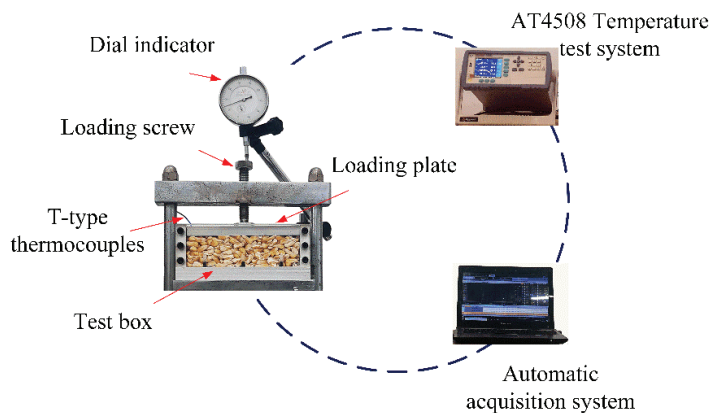 Dial indicator
AT4508 Temperature
test system
Loading screw
Loading plate
T-type
thermocouples
Test box
Automatic
acquisition system